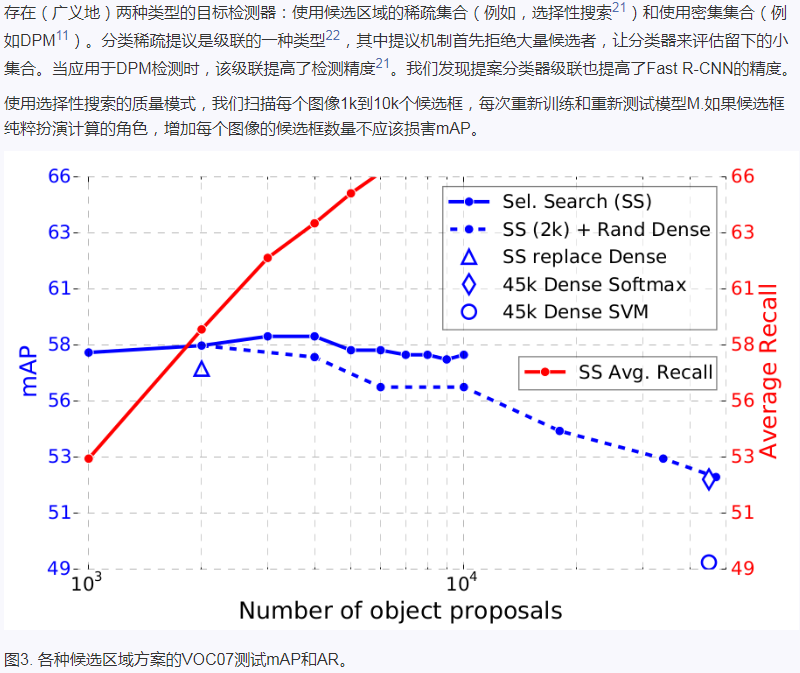 存在（广义地）两种类型的目标检测器：使用候选区域的稀疏集合（例如，选择性搜索21）和使用密集集合（例
如DPM11）。分类稀疏提议是级联的一种类型22，其中提议机制首先拒绝大量候选者，让分类器来评估留下的小
集合。当应用于DPM检测时，该级联提高了检测精度21。我们发现提案分类器级联也提高了Fast R-CNN的精度。
使用选择性搜索的质量模式，我们扫描每个图像1k到10k个候选框，每次重新训练和重新测试模型M.如果候选框
纯粹扮演计算的角色，增加每个图像的候选框数量不应该损害mAP。
66
63
61
58
56
53
51
49
mAP
Sel. Search (SS)
SS (2k) + Rand Dense
SS replace Dense
45k Dense Softmax
45k Dense SVM
SS Avg. Recall
66
63
61
58
56
53
51
49
Average Recall
10^3
10^4
Number of object proposals
图3. 各种候选区域方案的VOC07测试mAP和AR。